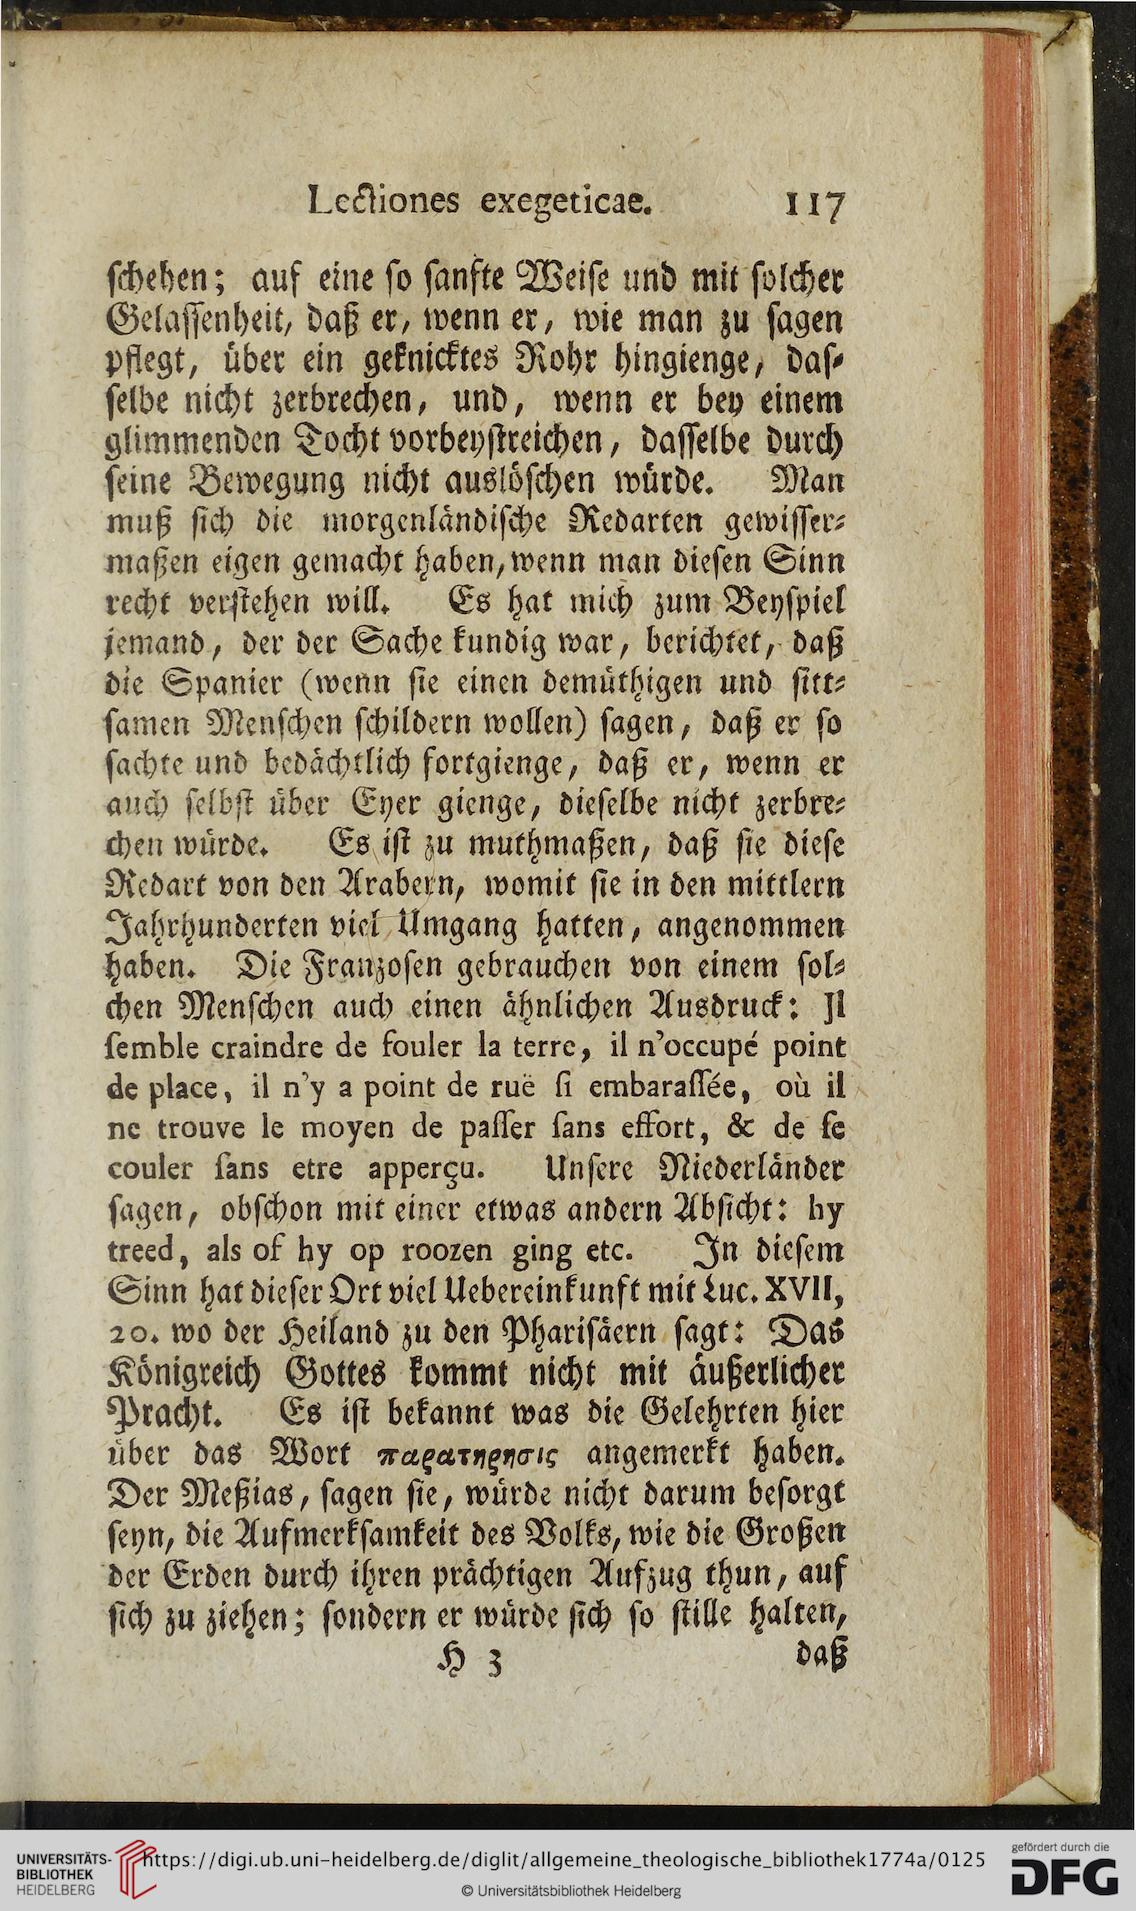 Lectiones exegeticae. 117
schehen; auf eine so sanfte Weise und mit solcher
Gelassenheit, daß er, wenn er, wie man zu sagen
pflegt, über ein geknicktes Rohr hingienge, das-
selbe nicht zerbrechen, und, wenn er bey einem
glimmenden Tocht vorbeystreichen, dasselbe durch
seine Bewegung nicht auslöschen würde. Man
muß sich die morgenländische Redarten gewisser-
maßen eigen gemacht haben, wenn man diesen Sinn
recht verstehen will. Es hat mich zum Beyspiel
jemand, der der Sache kundig war, berichtet, daß
die Spanier (wenn sie einen demüthigen und sitt-
samen Menschen schildern wollen) sagen, daß er so
sachte und bedächtlich fortgienge, daß er, wenn er
auch selbst über Eyer gienge, dieselbe nicht zerbre-
chen würde. Es ist zu muthmaßen, daß sie diese
Redart von den Arabern, womit sie in den mittlern
Jahrhunderten viel Umgang hatten, angenommen
haben. Die Franzosen gebrauchen von einem sol-
chen Menschen auch einen ähnlichen Ausdruck: Il
semble craindre de fouler la terre, il n'occupé point
de place, il n'y a point de ruë si embarassée, où il
ne trouve le moyen de passer sans effort, & de se
couler sans etre apperçu. Unsere Niederländer
sagen, obschon mit einer etwas andern Absicht: hy
treed, als of hy op roozen ging etc. In diesem
Sinn hat dieser Ort viel Uebereinkunft mit Luc. XVII,
20. wo der Heiland zu den Pharisäern sagt: Das
Königreich Gottes kommt nicht mit äußerlicher
Pracht. Es ist bekannt was die Gelehrten hier
über das Wort παρατηρησις angemerkt haben.
Der Meßias, sagen sie, würde nicht darum besorgt
seyn, die Aufmerksamkeit des Volks, wie die Großen
der Erden durch ihren prächtigen Aufzug thun, auf
sich zu ziehen; sondern er würde sich so stille halten,
H 3 daß
UNIVERSITÄTS-
BIBLIOTHEK
HEIDELBERG
https://digi.ub.uni-heidelberg.de/diglit/allgemeine_theologische_bibliothek1774a/0125
© Universitätsbibliothek Heidelberg
gefördert durch die
DFG